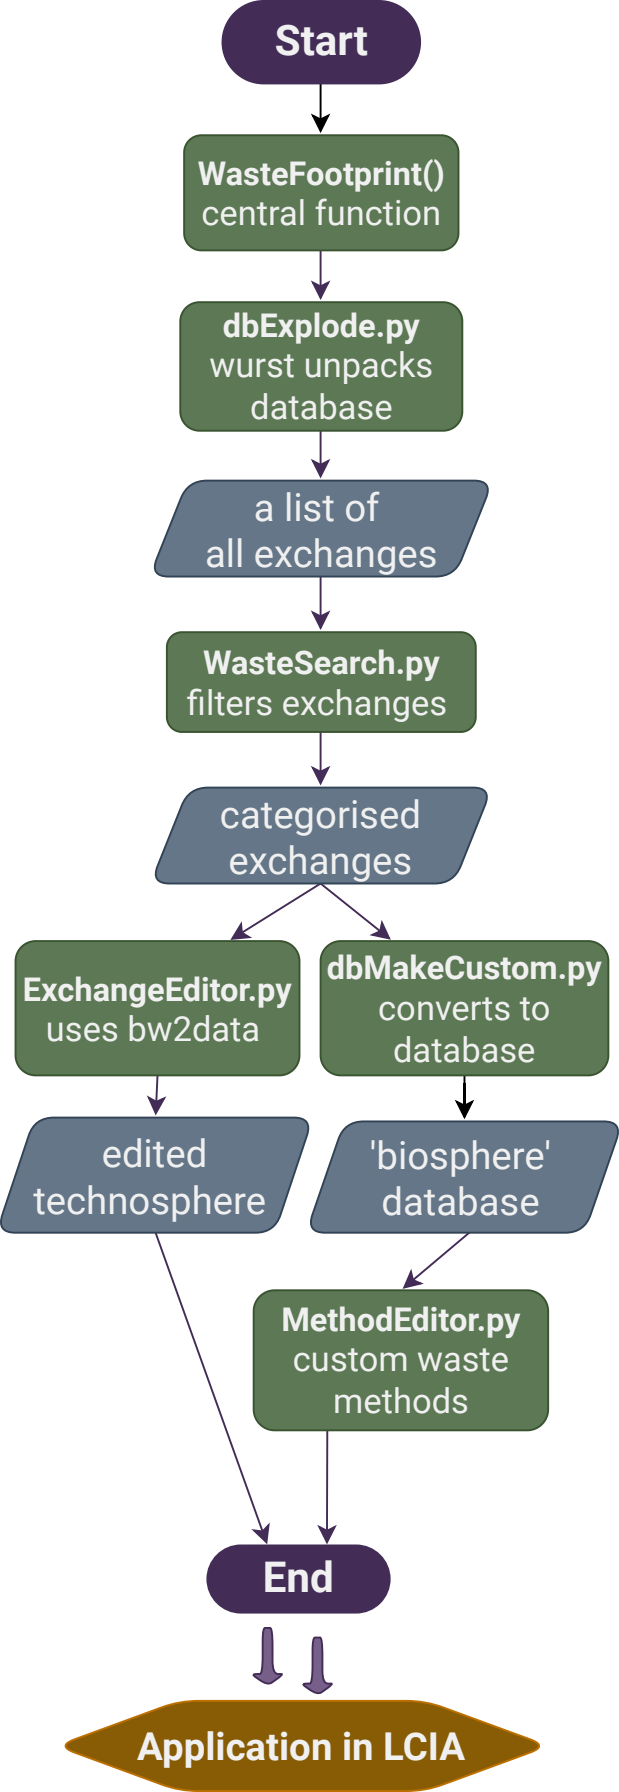 Start
WasteFootprint()
central function
dbExplode.py
wurst unpacks
database
a list of
all exchanges
WasteSearch.py
filters exchanges
categorised
exchanges
ExchangeEditor.py
uses bw2data
dbMakeCustom.py
converts to
database
edited
technosphere
'biosphere'
database
MethodEditor.py
custom waste
methods
End
Application in LCIA